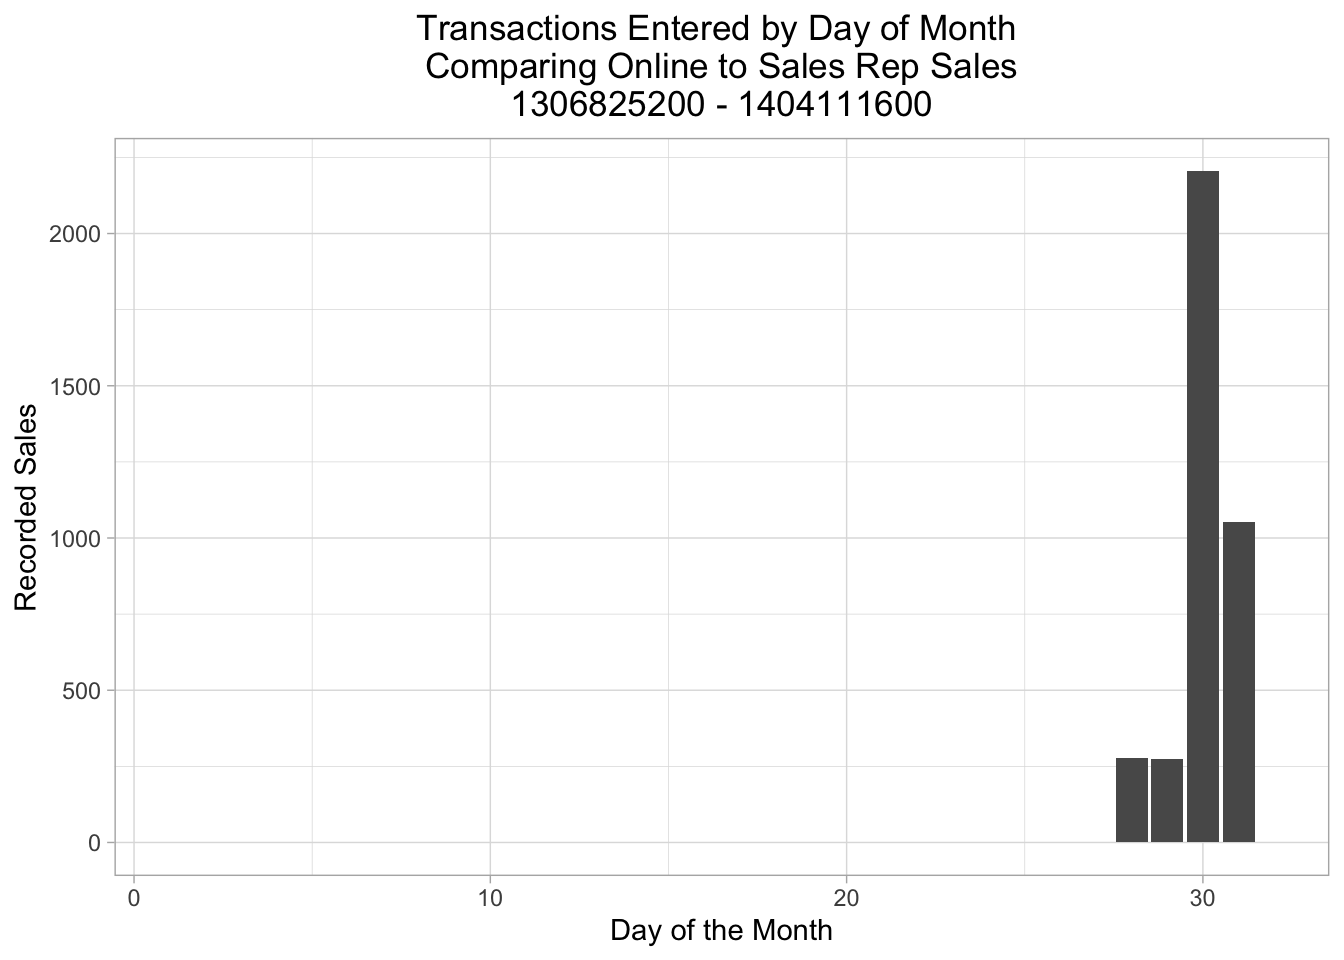 Transactions Entered by Day of Month
Comparing Online to Sales Rep Sales
1306825200 - 1404111600
Recorded Sales
2000
1500
1000
500
0
0 10 20 30
Day of the Month